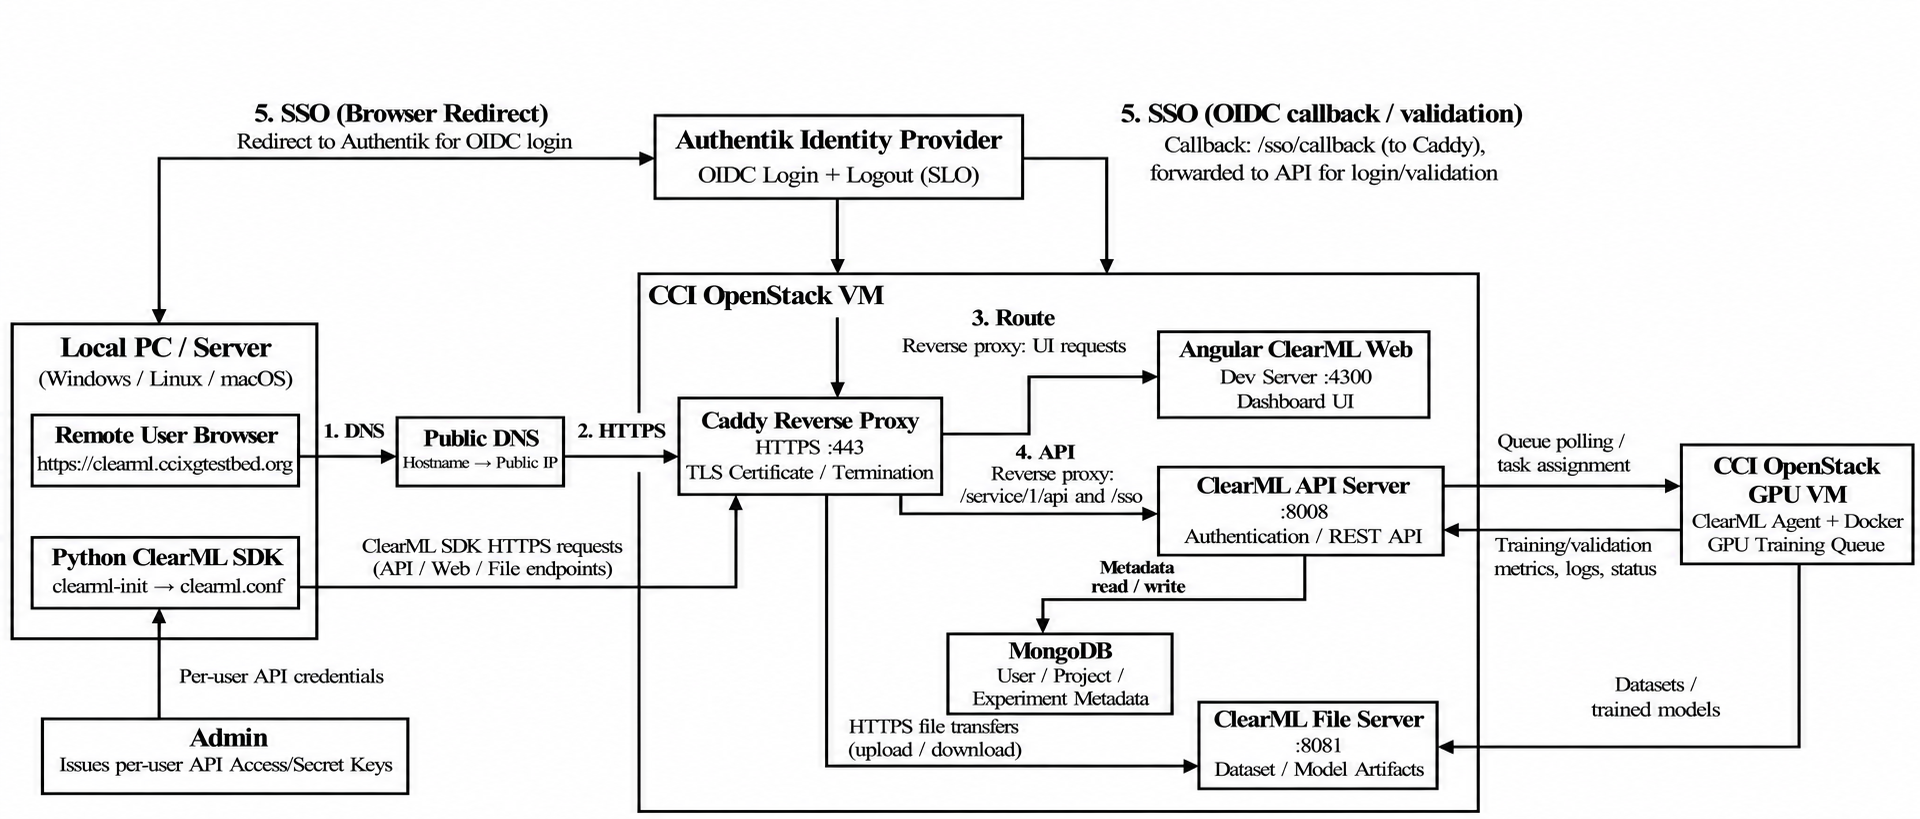 5. SSO (Browser Redirect)
Redirect to Authentik for OIDC login
Authentik Identity Provider
OIDC Login + Logout (SLO)
5. SSO (OIDC callback / validation)
Callback: /sso/callback (to Caddy),
forwarded to API for login/validation
CCI OpenStack VM
Local PC / Server
(Windows / Linux / macOS)
Remote User Browser
https://clearml.ccixgtestbed.org
1. DNS
Public DNS
Hostname → Public IP
2. HTTPS
Caddy Reverse Proxy
HTTPS :443
TLS Certificate / Termination
3. Route
Reverse proxy: UI requests
Angular ClearML Web
Dev Server :4300
Dashboard UI
4. API
Reverse proxy:
/service/1/api and /sso
ClearML API Server
:8008
Authentication / REST API
Queue polling /
task assignment
CCI OpenStack
GPU VM
ClearML Agent + Docker
GPU Training Queue
Training/validation
metrics, logs, status
Python ClearML SDK
clearml-init → clearml.conf
ClearML SDK HTTPS requests
(API / Web / File endpoints)
Metadata
read / write
MongoDB
User / Project /
Experiment Metadata
Per-user API credentials
Admin
Issues per-user API Access/Secret Keys
HTTPS file transfers
(upload / download)
ClearML File Server
:8081
Dataset / Model Artifacts
Datasets /
trained models